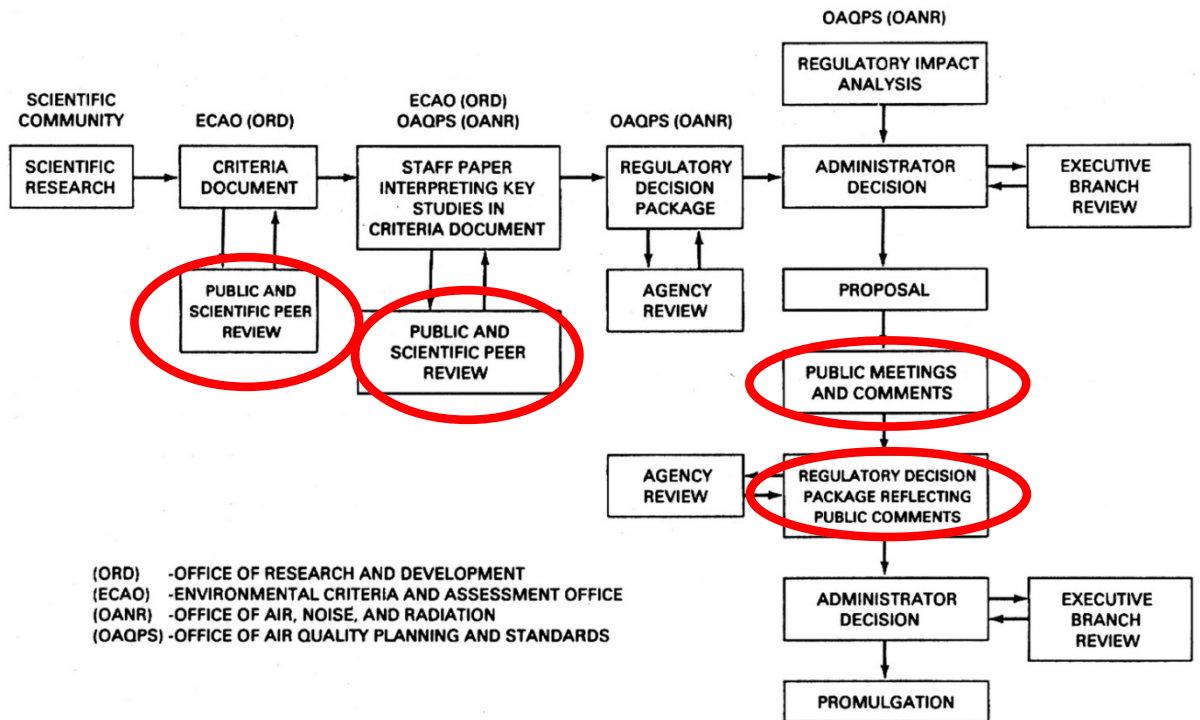 OAQPS (OANR)
REGULATORY IMPACT
ANALYSIS
SCIENTIFIC
COMMUNITY
ECAO (ORD)
ECAO (ORD)
OAQPS (OANR)
OAQPS (OANR)
SCIENTIFIC
RESEARCH
CRITERIA
DOCUMENT
STAFF PAPER
INTERPRETING KEY
STUDIES IN
CRITERIA DOCUMENT
REGULATORY
DECISION
PACKAGE
ADMINISTRATOR
DECISION
EXECUTIVE
BRANCH
REVIEW
PUBLIC AND
SCIENTIFIC PEER
REVIEW
PUBLIC AND
SCIENTIFIC PEER
REVIEW
AGENCY
REVIEW
PROPOSAL
PUBLIC MEETINGS
AND COMMENTS
AGENCY
REVIEW
REGULATORY DECISION
PACKAGE REFLECTING
PUBLIC COMMENTS
(ORD) -OFFICE OF RESEARCH AND DEVELOPMENT
(ECAO) -ENVIRONMENTAL CRITERIA AND ASSESSMENT OFFICE
(OANR) -OFFICE OF AIR, NOISE, AND RADIATION
(OAQPS) -OFFICE OF AIR QUALITY PLANNING AND STANDARDS
ADMINISTRATOR
DECISION
EXECUTIVE
BRANCH
REVIEW
PROMULGATION